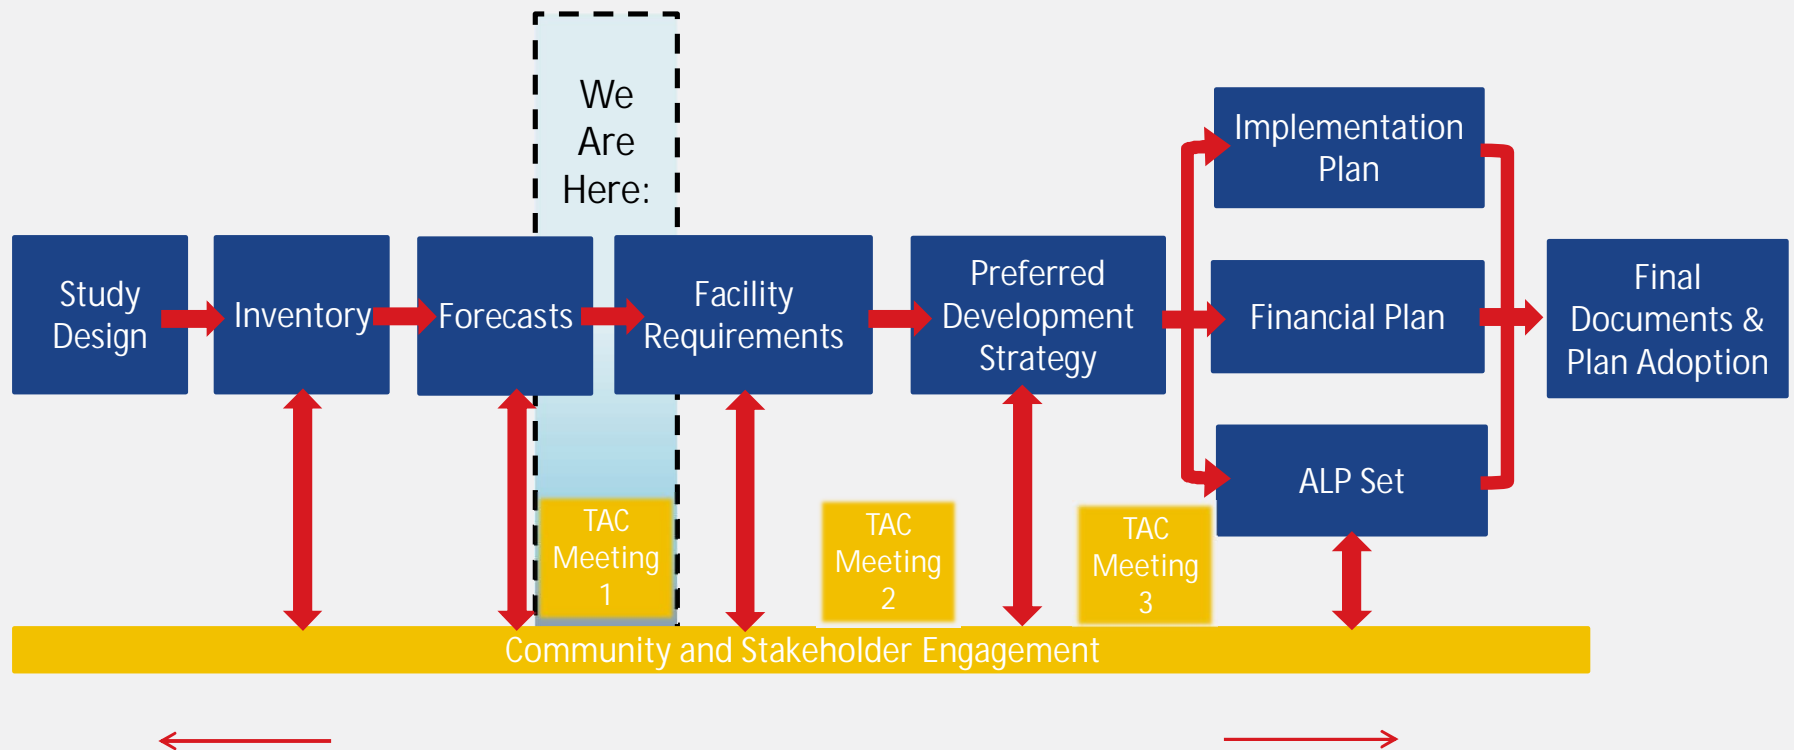 We
Are
Here:
Study
Design
Inventory
Forecasts
Facility
Requirements
Preferred
Development
Strategy
Implementation
Plan
Financial Plan
ALP Set
Final
Documents &
Plan Adoption
TAC
Meeting
1
TAC
Meeting
2
TAC
Meeting
3
Community and Stakeholder Engagement